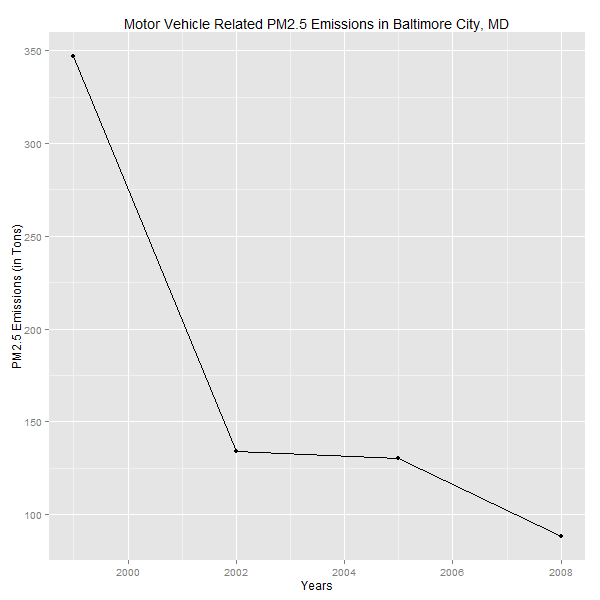 Motor Vehicle Related PM2.5 Emissions in Baltimore City, MD
350
300
250
200
150
100
PM2.5 Emissions (in Tons)
2000 2002 2004 2006 2008
Years